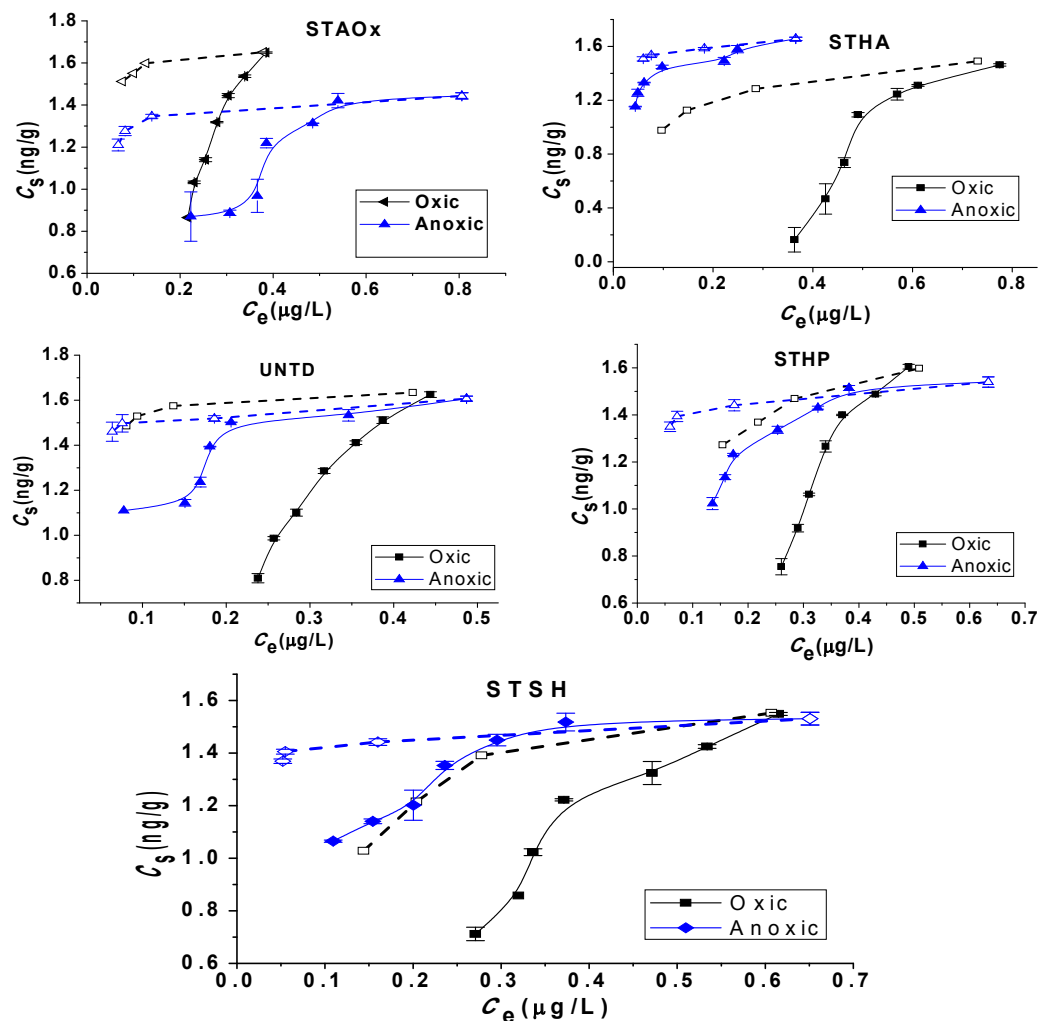 STAOx
1.8
1.6
1.4
1.2
1.0
0.8
0.6
Cs(ng/g)
Oxic
Anoxic
0.0 0.2 0.4 0.6 0.8
Ce(μg/L)
STHA
1.6
1.2
0.8
0.4
0.0
Cs(ng/g)
Oxic
Anoxic
0.0 0.2 0.4 0.6 0.8
Ce(μg/L)
UNTD
1.8
1.6
1.4
1.2
1.0
0.8
Cs(ng/g)
Oxic
Anoxic
0.1 0.2 0.3 0.4 0.5
Ce(μg/L)
STHP
1.6
1.4
1.2
1.0
0.8
0.6
Cs(ng/g)
Oxic
Anoxic
0.0 0.1 0.2 0.3 0.4 0.5 0.6 0.7
Ce(μg/L)
STSH
1.6
1.4
1.2
1.0
0.8
0.6
Cs(ng/g)
Oxic
Anoxic
0.0 0.1 0.2 0.3 0.4 0.5 0.6 0.7
Ce(μg/L)